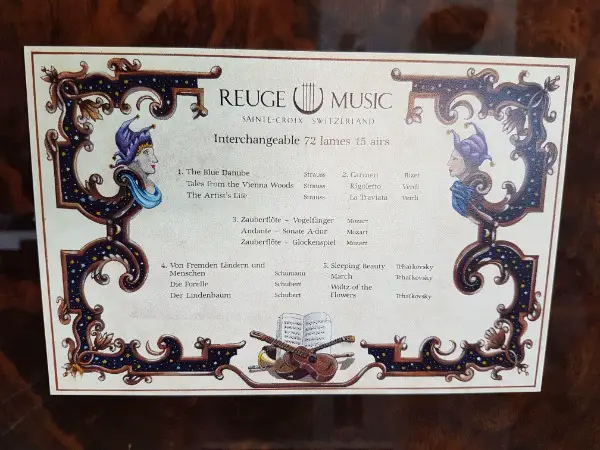 REUGE MUSIC
SAINTE-CROIX SWITZERLAND
Interchangeable 72 lames 15 airs
1. The Blue Danube Strauss
Tales from the Vienna Woods Strauss
The Artist's Life Strauss
2. Carmen Bizet
Rigoletto Verdi
La Traviata Verdi
3. Zauberflöte - Vogelfänger Mozart
Andante - Sonate A-dur Mozart
Zauberflöte - Glockenspiel Mozart
4. Von Fremden Ländern und
Menschen Schumann
Die Forelle Schubert
Der Lindenbaum Schubert
5. Sleeping Beauty Tchaikovsky
March Tchaikovsky
Waltz of the
Flowers Tchaikovsky